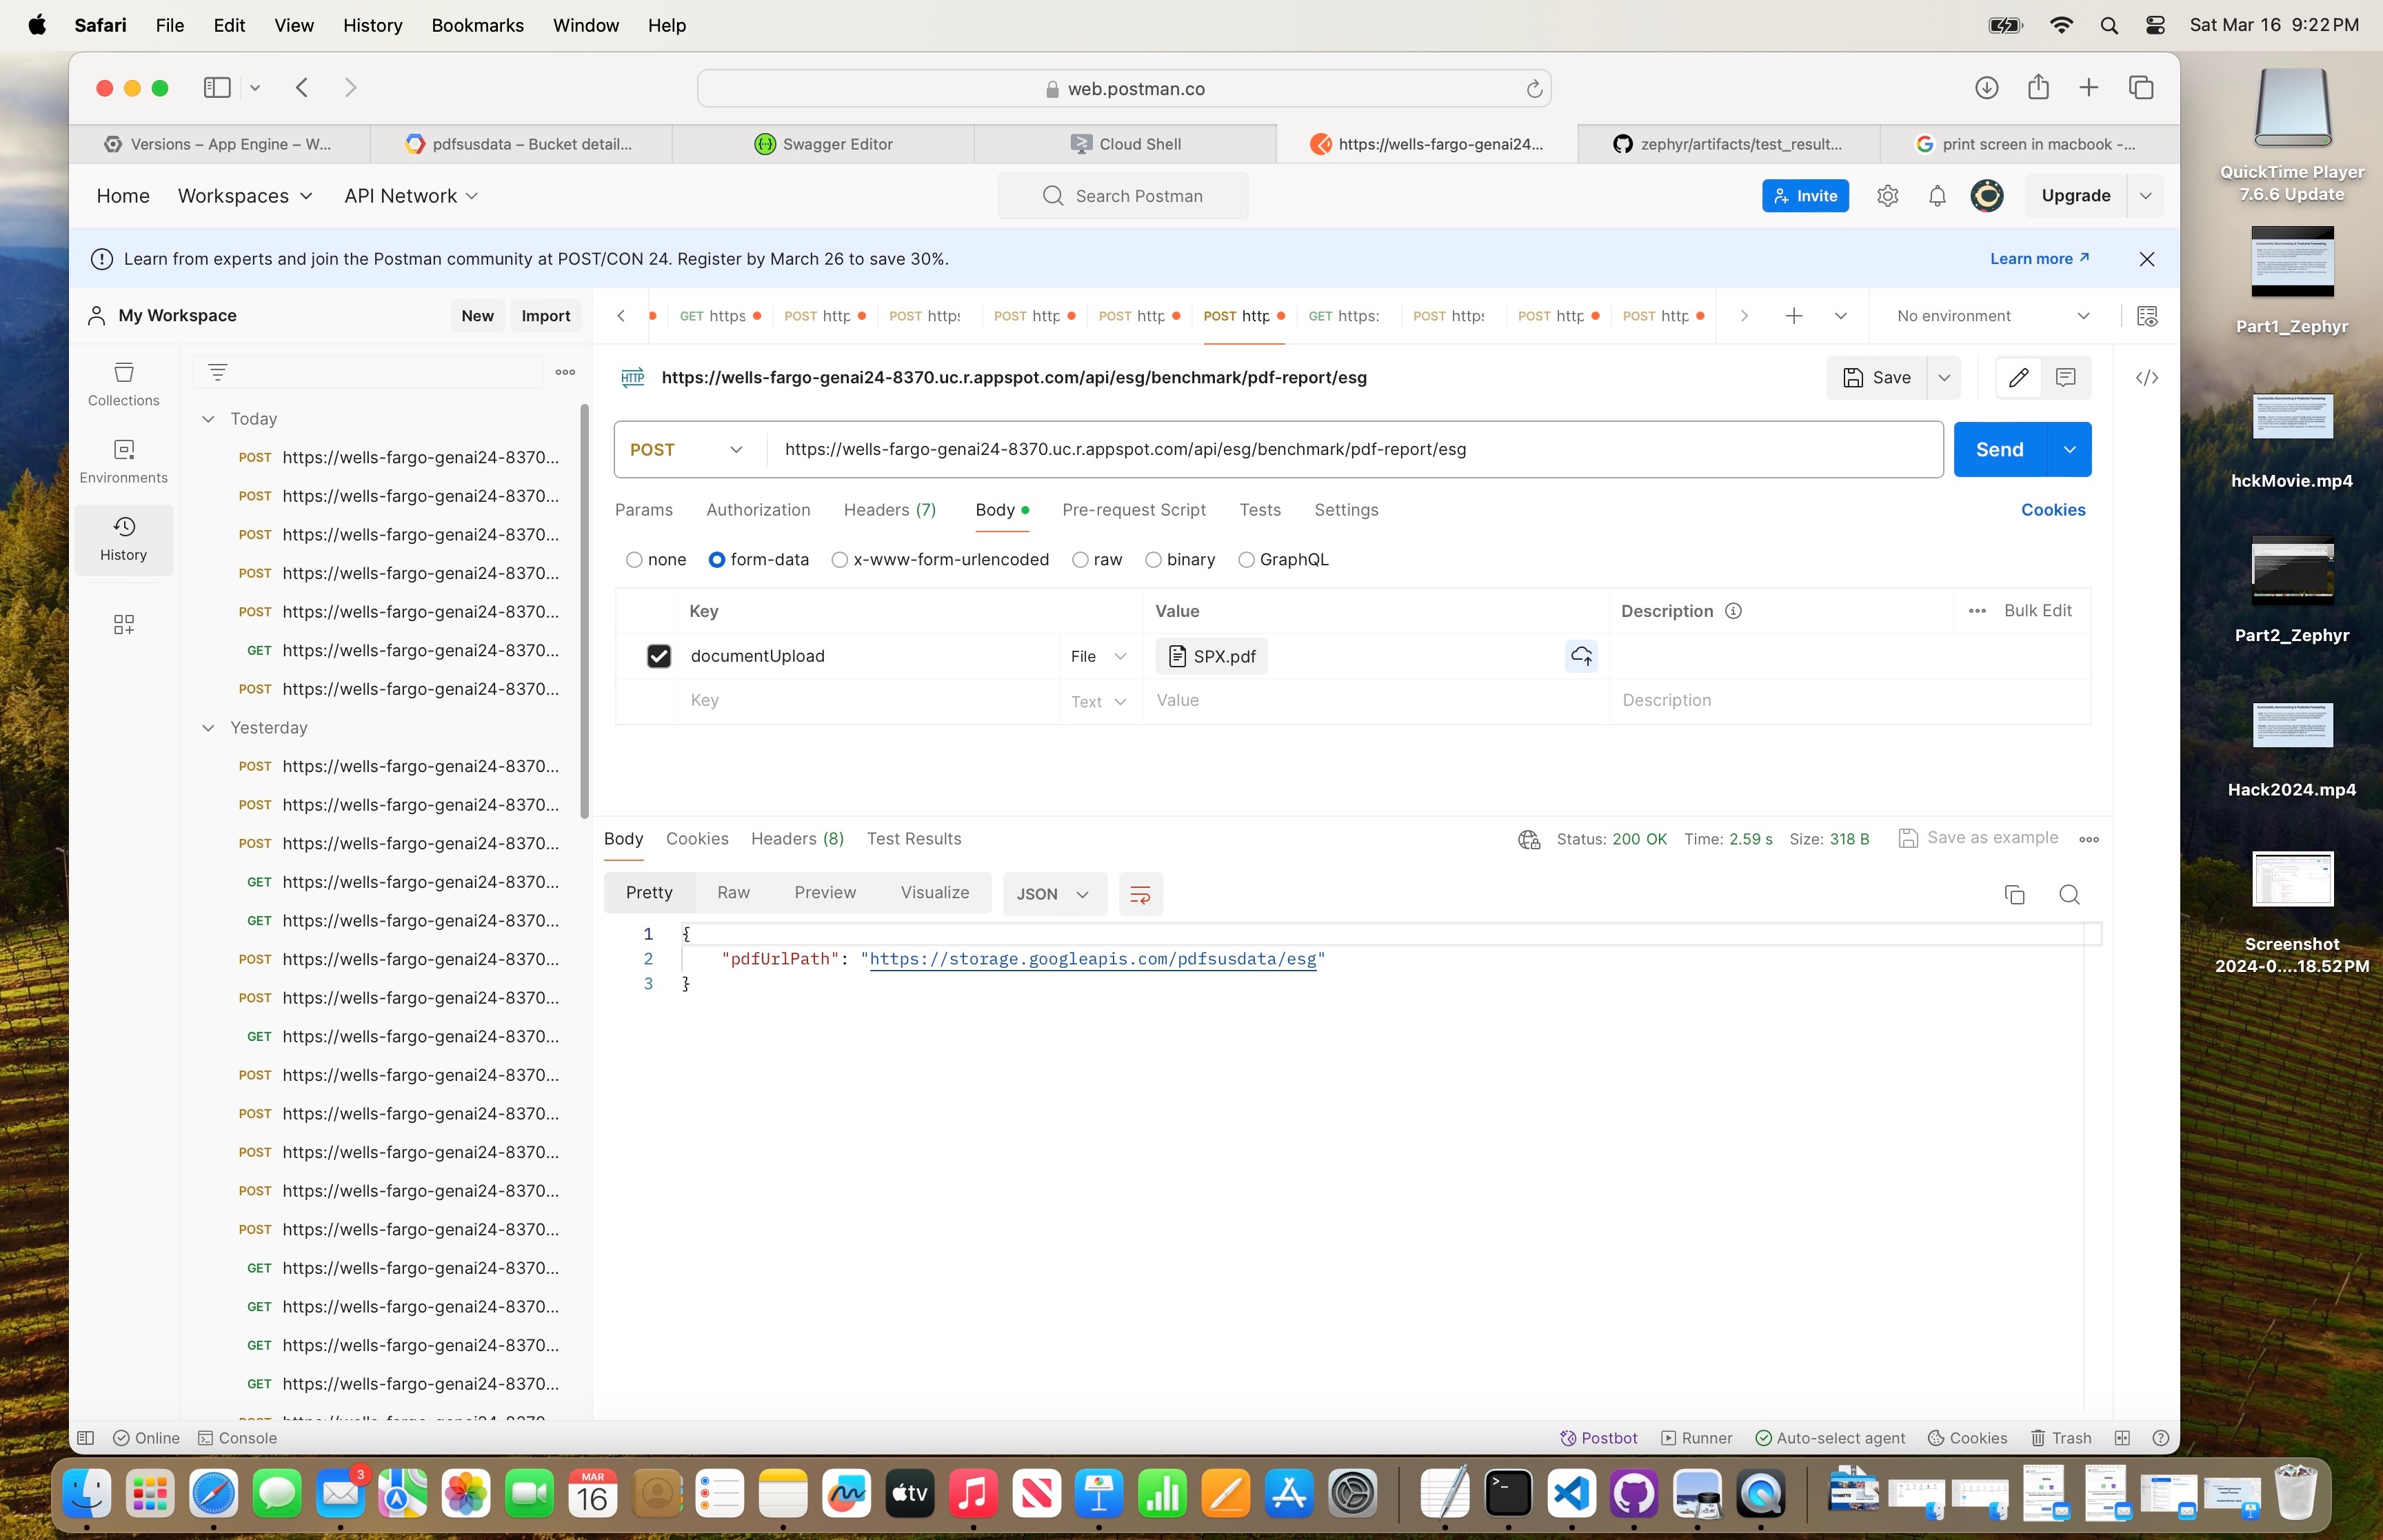 Safari File Edit View History Bookmarks Window Help Sat Mar 16 9:22 PM
web.postman.co
Versions – App Engine – W... pdfsusdata – Bucket detail... Swagger Editor Cloud Shell https://wells-fargo-genai24... zephyr/artifacts/test_result... print screen in macbook -...
Home Workspaces API Network Search Postman Invite Upgrade
Learn from experts and join the Postman community at POST/CON 24. Register by March 26 to save 30%. Learn more
My Workspace New Import GET https POST http POST https POST http POST http POST http GET https: POST https POST http POST http No environment
Collections
Environments
History
Today
POST https://wells-fargo-genai24-8370...
POST https://wells-fargo-genai24-8370...
POST https://wells-fargo-genai24-8370...
POST https://wells-fargo-genai24-8370...
POST https://wells-fargo-genai24-8370...
GET https://wells-fargo-genai24-8370...
POST https://wells-fargo-genai24-8370...
Yesterday
POST https://wells-fargo-genai24-8370...
POST https://wells-fargo-genai24-8370...
POST https://wells-fargo-genai24-8370...
GET https://wells-fargo-genai24-8370...
GET https://wells-fargo-genai24-8370...
POST https://wells-fargo-genai24-8370...
POST https://wells-fargo-genai24-8370...
GET https://wells-fargo-genai24-8370...
POST https://wells-fargo-genai24-8370...
POST https://wells-fargo-genai24-8370...
POST https://wells-fargo-genai24-8370...
POST https://wells-fargo-genai24-8370...
POST https://wells-fargo-genai24-8370...
GET https://wells-fargo-genai24-8370...
GET https://wells-fargo-genai24-8370...
GET https://wells-fargo-genai24-8370...
GET https://wells-fargo-genai24-8370...
HTTP https://wells-fargo-genai24-8370.uc.r.appspot.com/api/esg/benchmark/pdf-report/esg Save
POST https://wells-fargo-genai24-8370.uc.r.appspot.com/api/esg/benchmark/pdf-report/esg Send
Params Authorization Headers (7) Body Pre-request Script Tests Settings Cookies
none form-data x-www-form-urlencoded raw binary GraphQL
Key Value Description Bulk Edit
documentUpload File SPX.pdf
Key Text Value Description
Body Cookies Headers (8) Test Results Status: 200 OK Time: 2.59 s Size: 318 B Save as example
Pretty Raw Preview Visualize JSON
1 {
2 "pdfUrlPath": "https://storage.googleapis.com/pdfsusdata/esg"
3 }
Online Console Postbot Runner Auto-select agent Cookies Trash
QuickTime Player
7.6.6 Update
Part1_Zephyr
hckMovie.mp4
Part2_Zephyr
Hack2024.mp4
Screenshot
2024-0....18.52 PM
3
MAR
16
tv